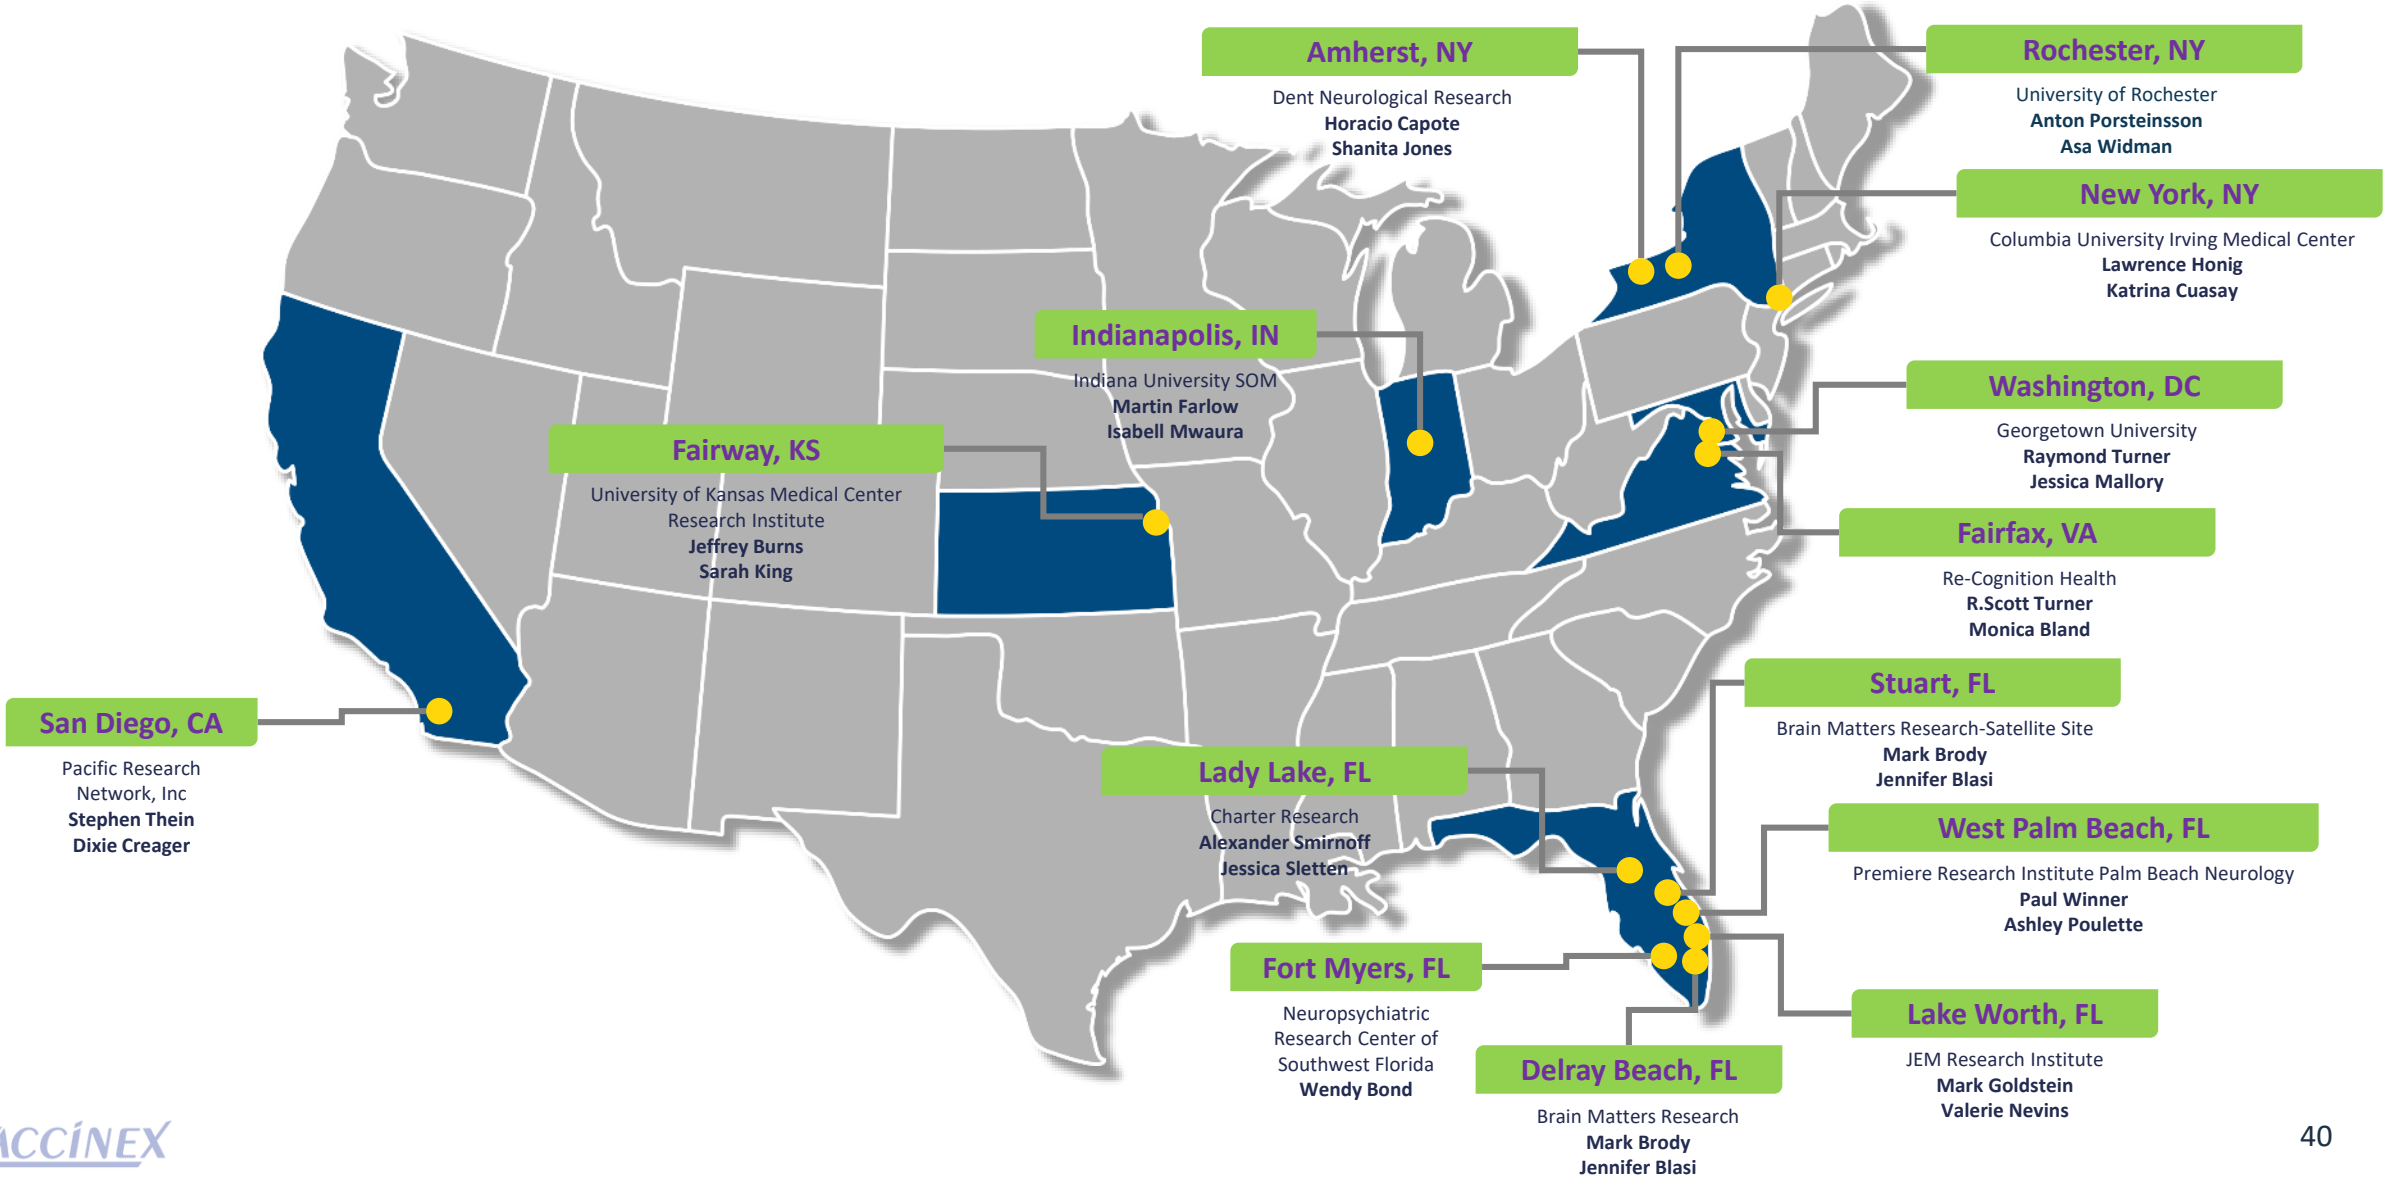 Amherst, NY
Dent Neurological Research
Horacio Capote
Shanita Jones
Rochester, NY
University of Rochester
Anton Porsteinsson
Asa Widman
New York, NY
Columbia University Irving Medical Center
Lawrence Honig
Katrina Cuasay
Indianapolis, IN
Indiana University SOM
Martin Farlow
Isabell Mwaura
Washington, DC
Georgetown University
Raymond Turner
Jessica Mallory
Fairway, KS
University of Kansas Medical Center
Research Institute
Jeffrey Burns
Sarah King
Fairfax, VA
Re-Cognition Health
R.Scott Turner
Monica Bland
San Diego, CA
Pacific Research
Network, Inc
Stephen Thein
Dixie Creager
Stuart, FL
Brain Matters Research-Satellite Site
Mark Brody
Jennifer Blasi
Lady Lake, FL
Charter Research
Alexander Smirnoff
Jessica Sletten
West Palm Beach, FL
Premiere Research Institute Palm Beach Neurology
Paul Winner
Ashley Poulette
Fort Myers, FL
Neuropsychiatric
Research Center of
Southwest Florida
Wendy Bond
Lake Worth, FL
JEM Research Institute
Mark Goldstein
Valerie Nevins
Delray Beach, FL
Brain Matters Research
Mark Brody
Jennifer Blasi
ACCINEX
40